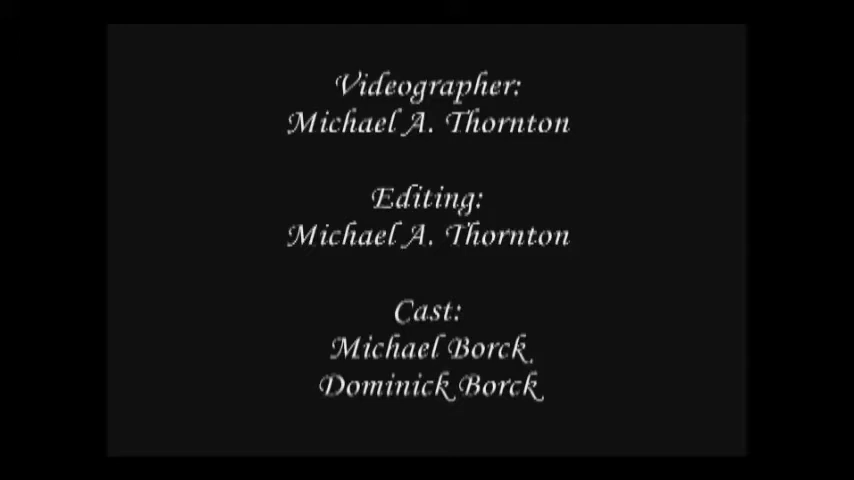 Videographer:
Michael A. Thornton
Editing:
Michael A. Thornton
Cast:
Michael Borck
Dominick Borck